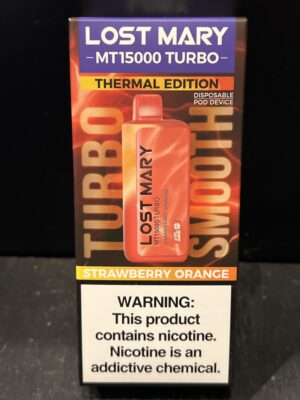 LOST MARY
MT15000 TURBO
THERMAL EDITION
DISPOSABLE
POD DEVICE
TURBO
SMOOTH
LOST MARY
MT15000 TURBO
STRAWBERRY ORANGE
WARNING:
This product
contains nicotine.
Nicotine is an
addictive chemical.